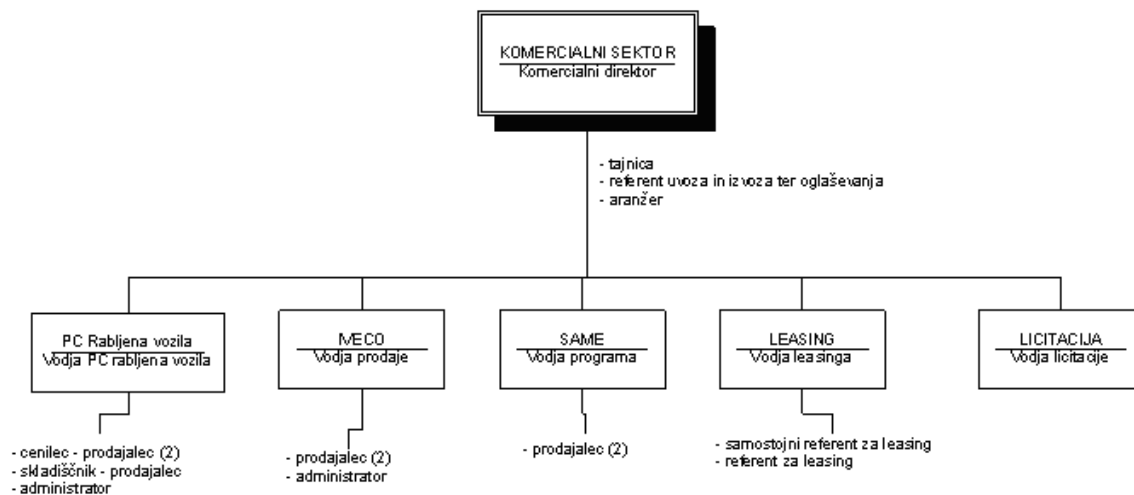 KOMERCIALNI SEKTOR
Komercialni direktor
- tajnica
- referent uvoza in izvoza ter oglaševanja
- aranžer
PC Rabljena vozila
Vodja PC rabljena vozila
IVECO
Vodja prodaje
SAME
Vodja programa
LEASING
Vodja leasinga
LICITACIJA
Vodja licitacije
- cenilec - prodajalec (2)
- skladiščnik - prodajalec
- administrator
- prodajalec (2)
- administrator
- prodajalec (2)
- samostojni referent za leasing
- referent za leasing